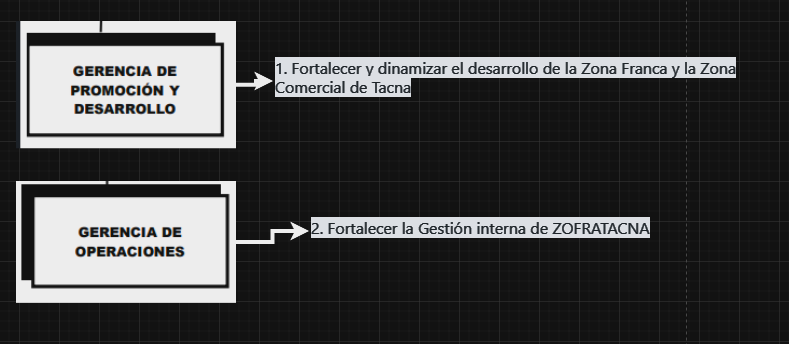 GERENCIA DE
PROMOCIÓN Y
DESARROLLO
1. Fortalecer y dinamizar el desarrollo de la Zona Franca y la Zona
Comercial de Tacna
GERENCIA DE
OPERACIONES
2. Fortalecer la Gestión interna de ZOFRATACNA